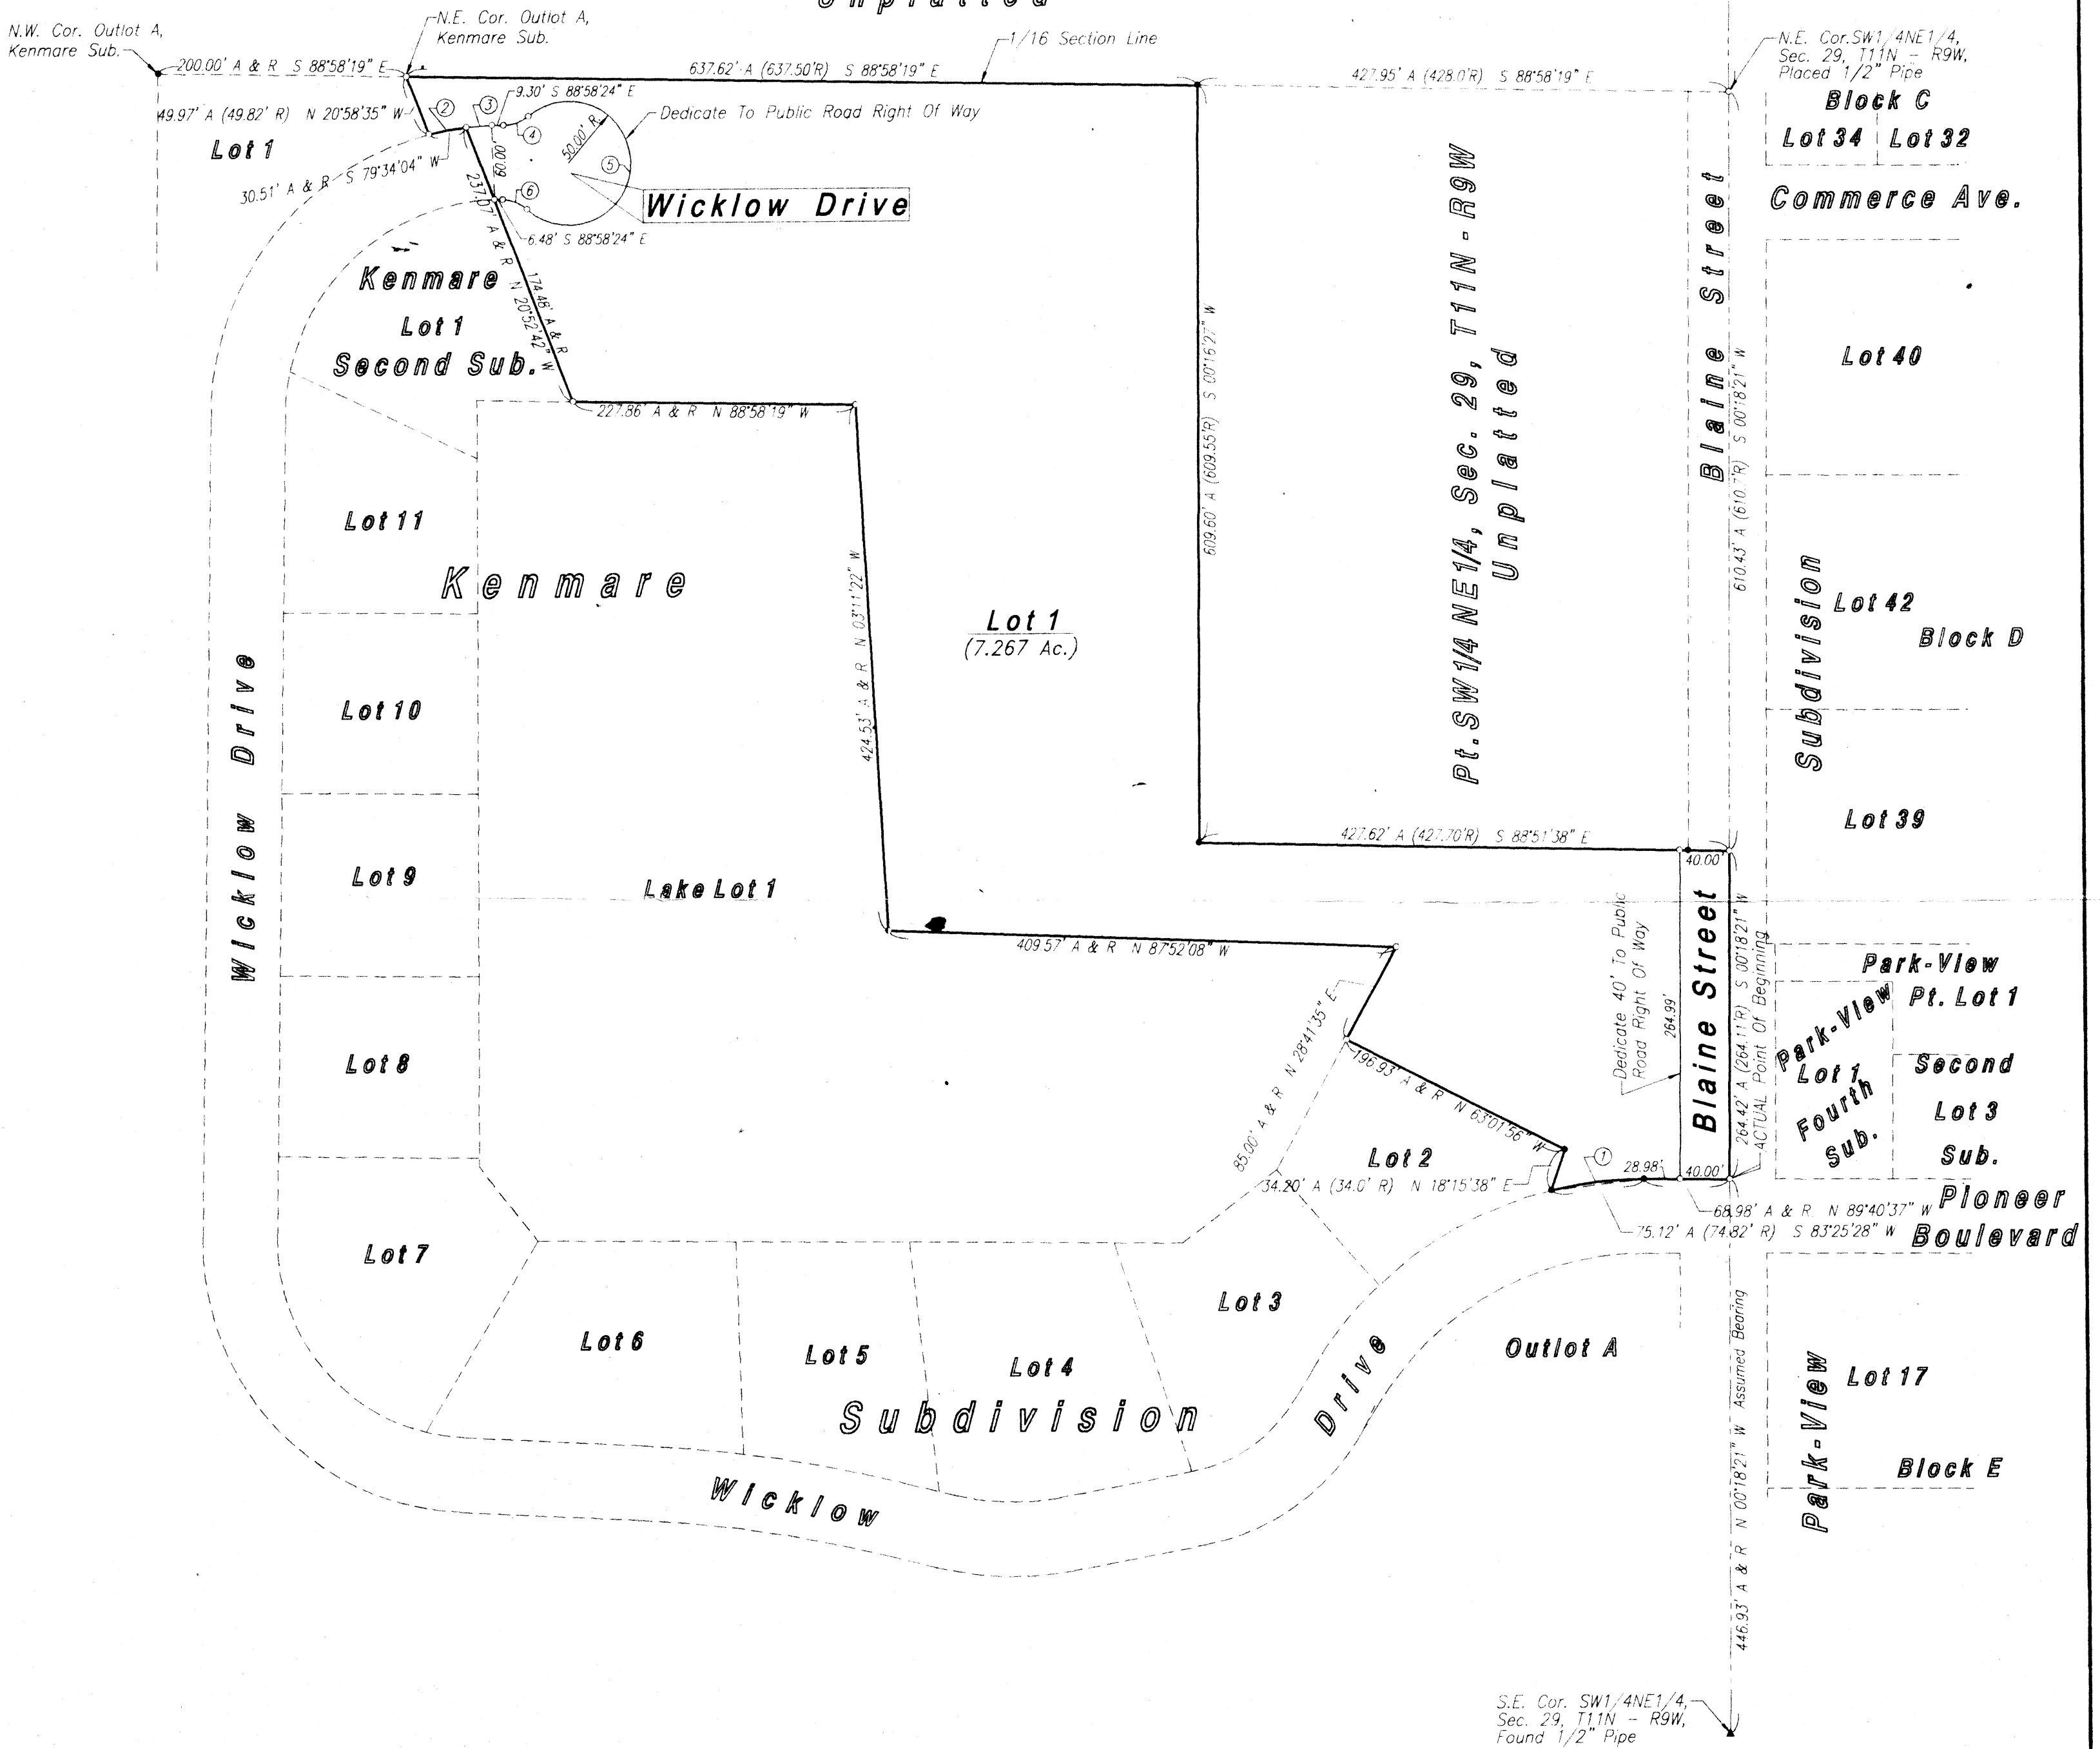 Unplatted
N.W. Cor. Outlot A,
Kenmare Sub.
N.E. Cor. Outlot A,
Kenmare Sub.
1/16 Section Line
N.E. Cor.SW1/4NE1/4,
Sec. 29, T11N - R9W,
Placed 1/2" Pipe
200.00' A & R S 88°58'19" E
637.62' A (637.50'R) S 88°58'19" E
427.95' A (428.0'R) S 88°58'19" E
49.97' A (49.82' R) N 20°58'35" W
2
3
9.30' S 88°58'24" E
4
Dedicate To Public Road Right Of Way
Block C
Lot 34
Lot 32
Lot 1
30.51' A & R S 79°34'04" W
60.00'
50.00' R
5
6
Wicklow Drive
6.48' S 88°58'24" E
237.07' A & R N 20°52'42" W
174.46' A & R
Commerce Ave.
Kenmare
Lot 1
Second Sub.
227.86' A & R N 88°58'19" W
609.60' A (609.55'R) S 00°16'27" W
Pt.SW1/4NE1/4, Sec. 29, T11N - R9W
Unplatted
Blaine Street
610.43' A (610.7R) S 00°18'21" W
Lot 40
Lot 11
Kenmare
424.53' A & R N 03°11'22" W
Lot 1
(7.267 Ac.)
Subdivision
Lot 42
Block D
Wicklow Drive
Lot 10
Lot 39
427.62' A (427.70'R) S 88°51'38" E
40.00'
Lot 9
Lake Lot 1
409.57' A & R N 87°52'08" W
Dedicate 40' To Public
Road Right Of Way
264.99'
Blaine Street
264.42' A (264.11'R) S 00°18'21" W
ACTUAL Point Of Beginning
Park-View
Pt. Lot 1
Park-View
Lot 1
Fourth
Sub.
Second
Lot 3
Sub.
Lot 8
85.00' A & R N 28°41'35" E
196.93' A & R N 63°01'56" W
Lot 2
1
28.98'
40.00'
34.20' A (34.0' R) N 18°15'38" E
68.98' A & R N 89°40'37" W
75.12' A (74.82' R) S 83°25'28" W
Pioneer
Boulevard
Lot 7
Lot 6
Lot 5
Lot 4
Lot 3
Subdivision
Drive
Outlot A
446.93' A & R N 00°18'21" W Assumed Bearing
Park-View
Lot 17
Block E
Wicklow
S.E. Cor. SW1/4NE1/4,
Sec. 29, T11N - R9W,
Found 1/2" Pipe